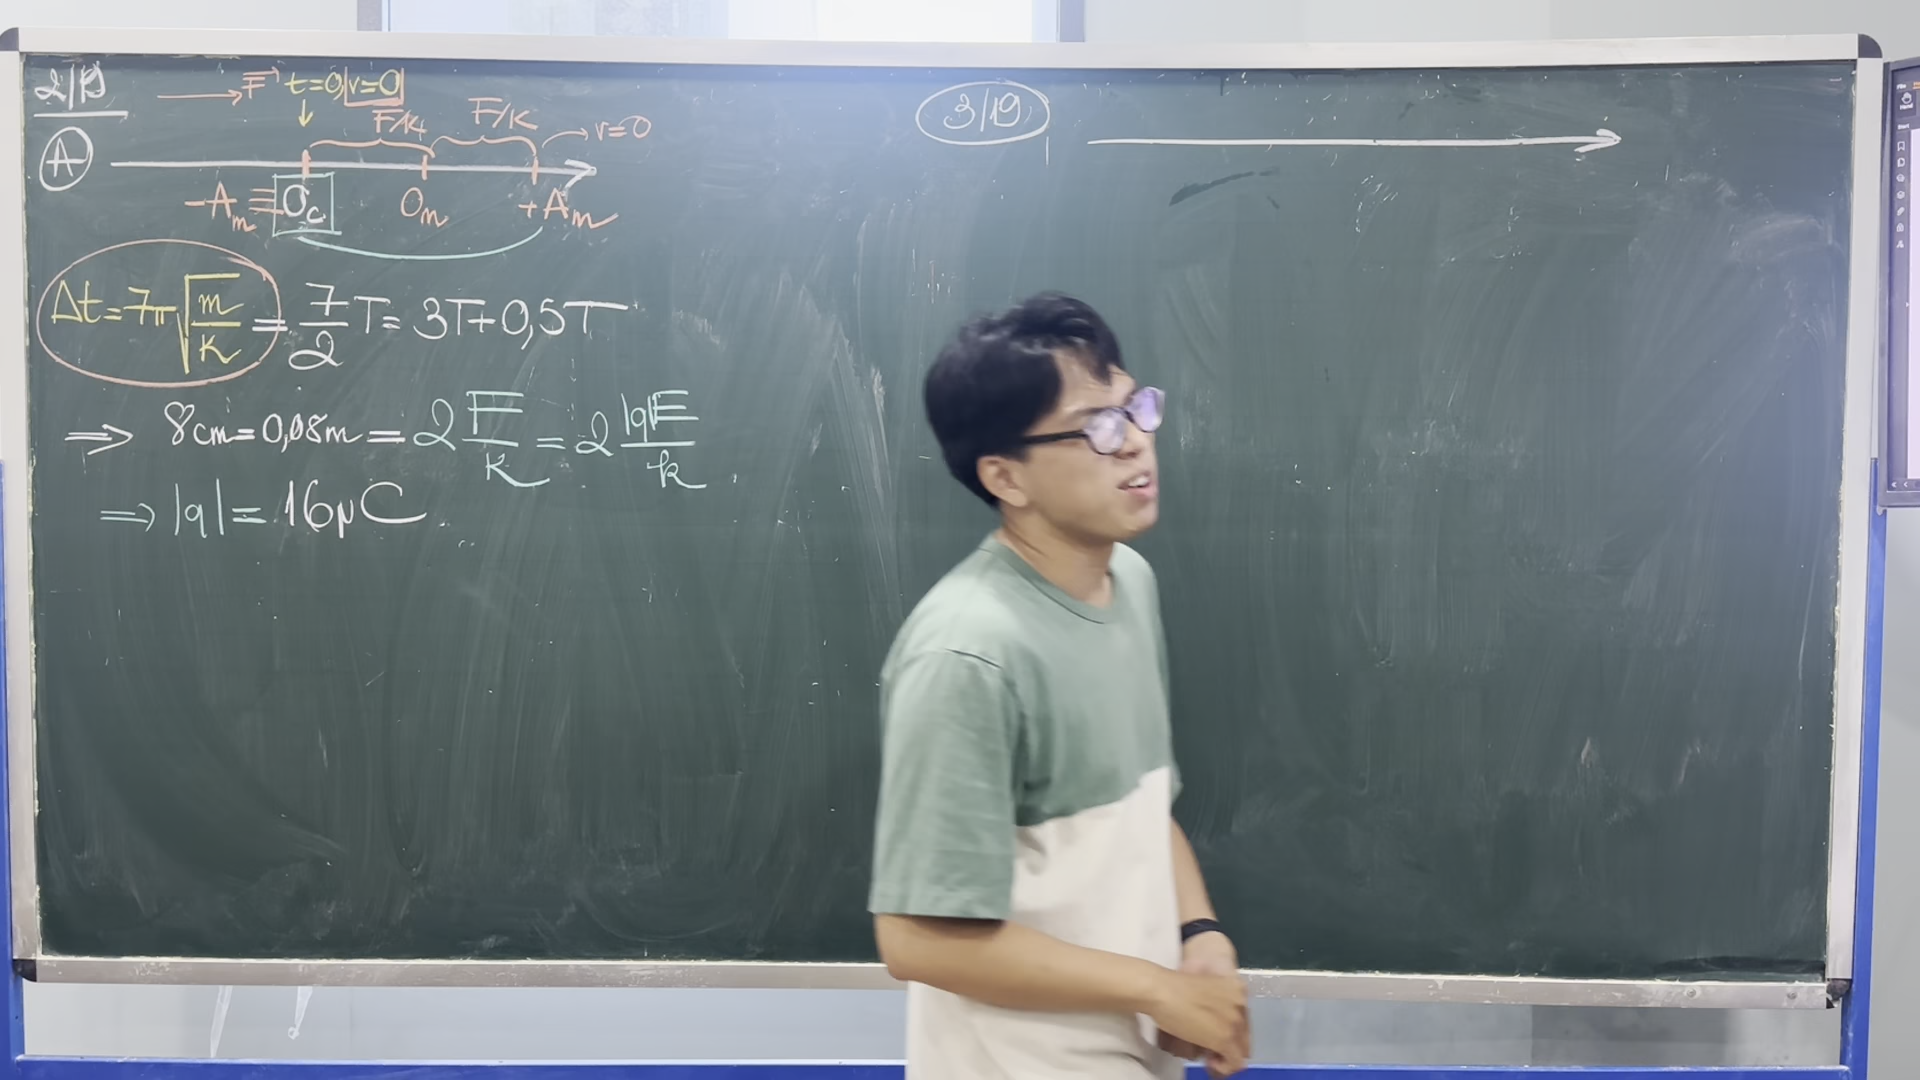 2/19
F t=0, v=0
F/K F/K v=0
A
-Am ≡ Oc Om +Am
Δt = 7π√(m/K) = 7/2 T = 3T + 0,5T
⇒ 8cm = 0,08m = 2 F/K = 2 |q|E/k
⇒ |q| = 16μC
3/19